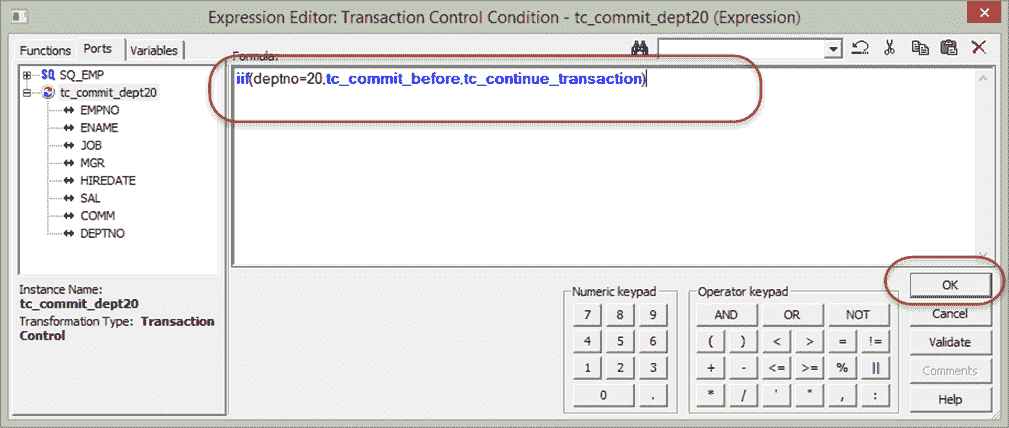 Expression Editor: Transaction Control Condition - tc_commit_dept20 (Expression)
Functions Ports Variables
Formula:
SQ SQ_EMP
tc_commit_dept20
EMPNO
ENAME
JOB
MGR
HIREDATE
SAL
COMM
DEPTNO
iif(deptno=20,tc_commit_before,tc_continue_transaction)
Instance Name:
tc_commit_dept20
Transformation Type: Transaction
Control
Numeric keypad
7 8 9
4 5 6
1 2 3
0 .
Operator keypad
AND OR NOT
( ) < > = !=
+ - <= >= % ||
* / ' " , :
OK
Cancel
Validate
Comments
Help